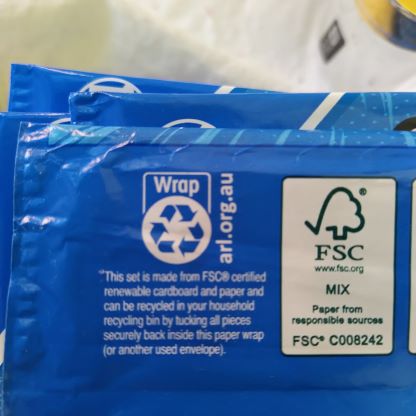 Wrap
arl.org.au
"This set is made from FSC® certified
renewable cardboard and paper and
can be recycled in your household
recycling bin by tucking all pieces
securely back inside this paper wrap
(or another used envelope).
®
FSC
www.fsc.org
MIX
Paper from
responsible sources
FSC® C008242